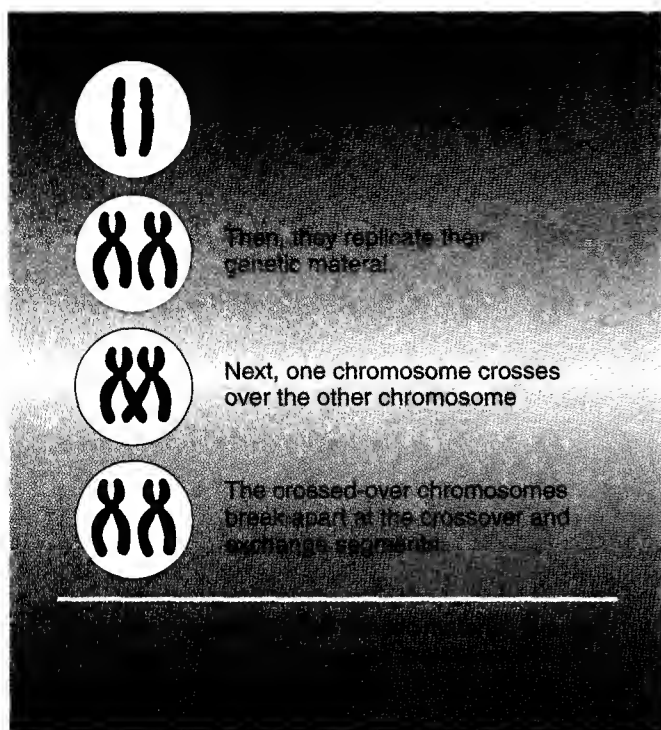 Then, they replicate their
genetic materal.
Next, one chromosome crosses
over the other chromosome
The crossed-over chromosomes
break apart at the crossover and
exchange segments.